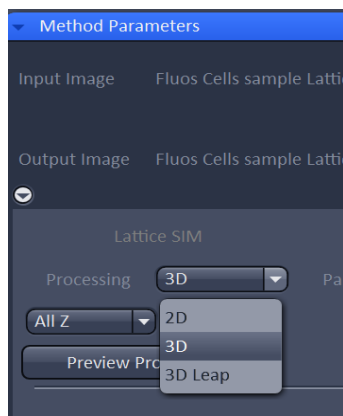 Method Parameters
Input Image Fluos Cells sample Latti
Output Image Fluos Cells sample Latti
Lattice SIM
Processing 3D Pa
All Z 2D
3D
Preview Pro
3D Leap